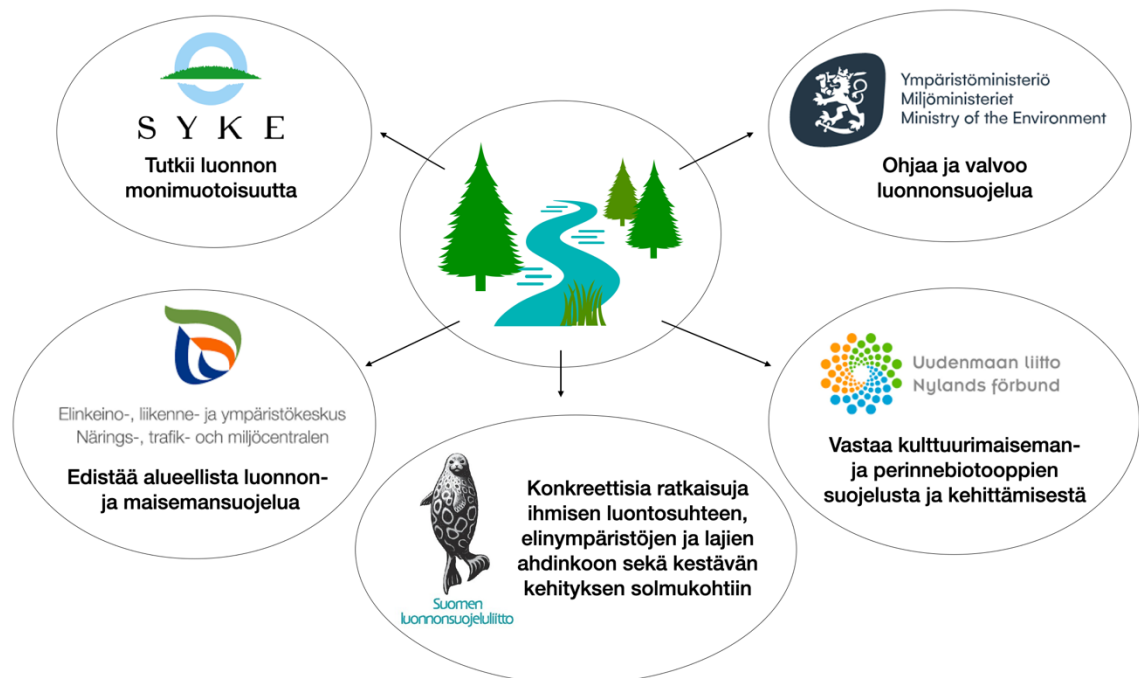 SYKE
Tutkii luonnon
monimuotoisuutta
Ympäristöministeriö
Miljöministeriet
Ministry of the Environment
Ohjaa ja valvoo
luonnonsuojelua
Elinkeino-, liikenne- ja ympäristökeskus
Närings-, trafik- och miljöcentralen
Edistää alueellista luonnon-
ja maisemansuojelua
Suomen
luonnonsuojeluliitto
Konkreettisia ratkaisuja
ihmisen luontosuhteen,
elinympäristöjen ja lajien
ahdinkoon sekä kestävän
kehityksen solmukohtiin
Uudenmaan liitto
Nylands förbund
Vastaa kulttuurimaiseman-
ja perinnebiotooppien
suojelusta ja kehittämisestä